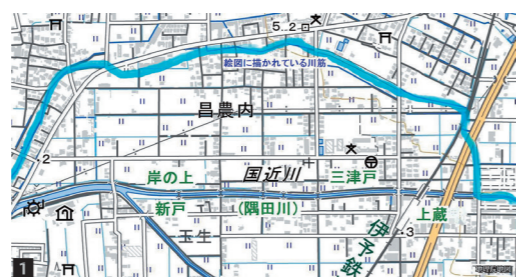 5.2
絵図に描かれている川筋
昌農内
2
岸の上
国近川
三津戸
新戸
(隅田川)
上蔵
玉生
伊予鉄
3
1